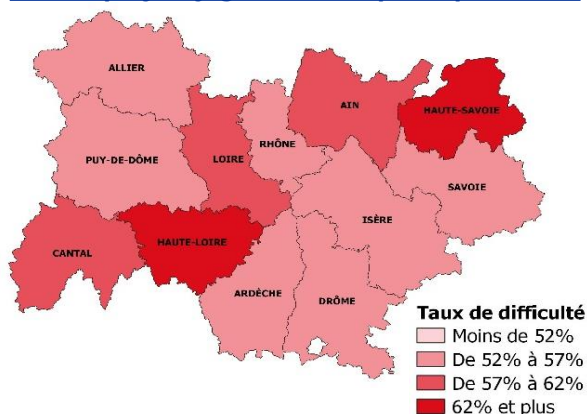 ALLIER
AIN
HAUTE-SAVOIE
RHÔNE
PUY-DE-DÔME
LOIRE
SAVOIE
ISÈRE
HAUTE-LOIRE
CANTAL
ARDÈCHE
DRÔME
Taux de difficulté
Moins de 52%
De 52% à 57%
De 57% à 62%
62% et plus